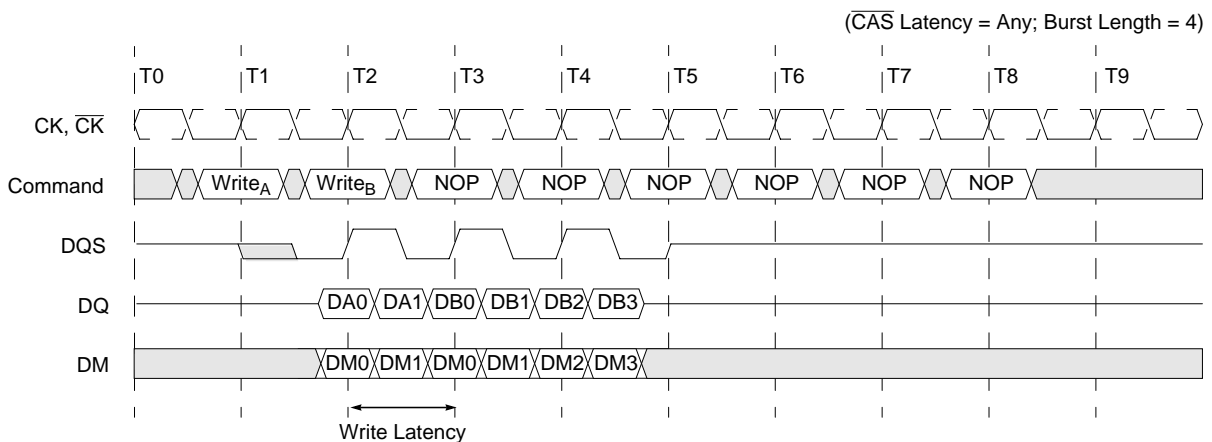 (CAS Latency = Any; Burst Length = 4)
T0 T1 T2 T3 T4 T5 T6 T7 T8 T9
CK, CK
Command Write_A Write_B NOP NOP NOP NOP NOP NOP
DQS
DQ DA0 DA1 DB0 DB1 DB2 DB3
DM DM0 DM1 DM0 DM1 DM2 DM3
Write Latency